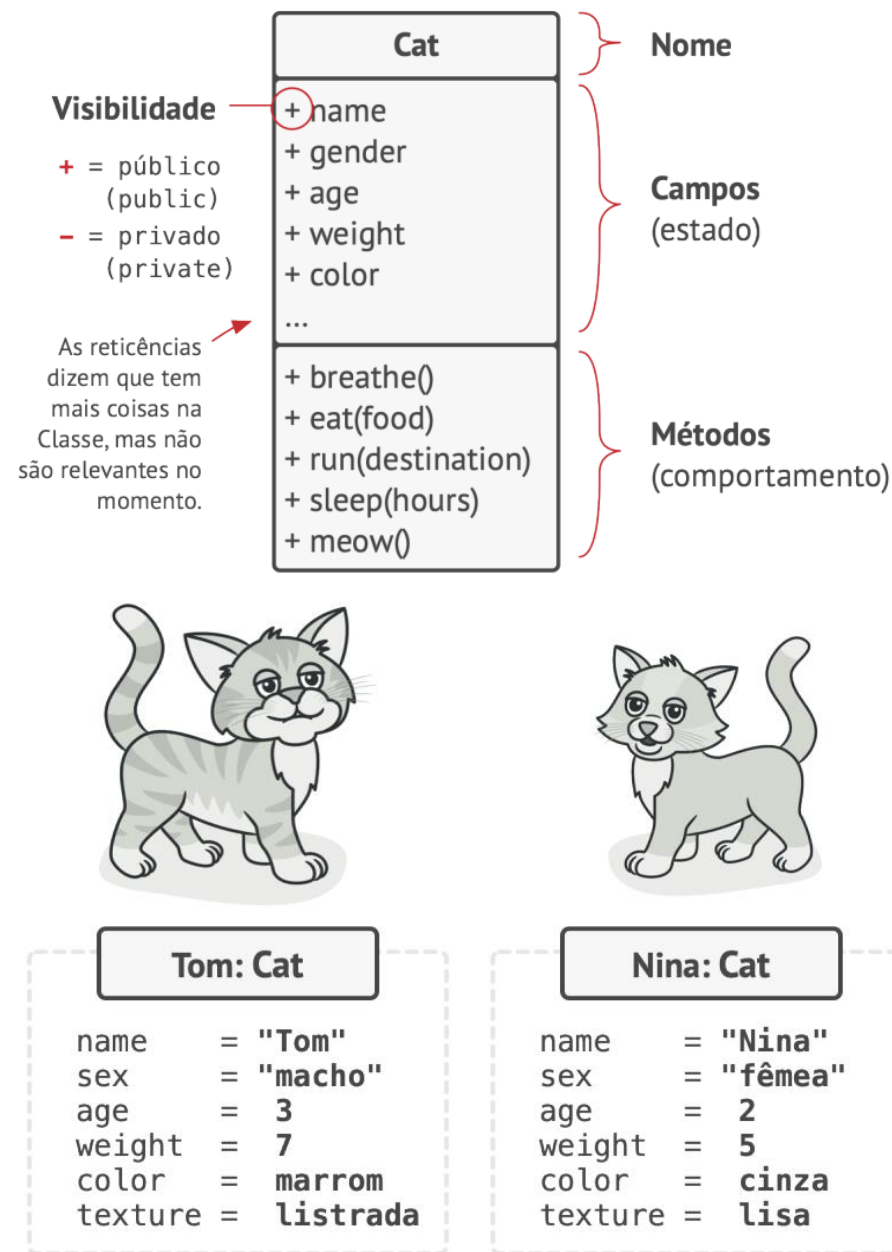 Cat
Nome
Visibilidade
+ = público
(public)
– = privado
(private)
As reticências
dizem que tem
mais coisas na
Classe, mas não
são relevantes no
momento.
+ name
+ gender
+ age
+ weight
+ color
...
Campos
(estado)
+ breathe()
+ eat(food)
+ run(destination)
+ sleep(hours)
+ meow()
Métodos
(comportamento)
Tom: Cat
name = "Tom"
sex = "macho"
age = 3
weight = 7
color = marrom
texture = listrada
Nina: Cat
name = "Nina"
sex = "fêmea"
age = 2
weight = 5
color = cinza
texture = lisa